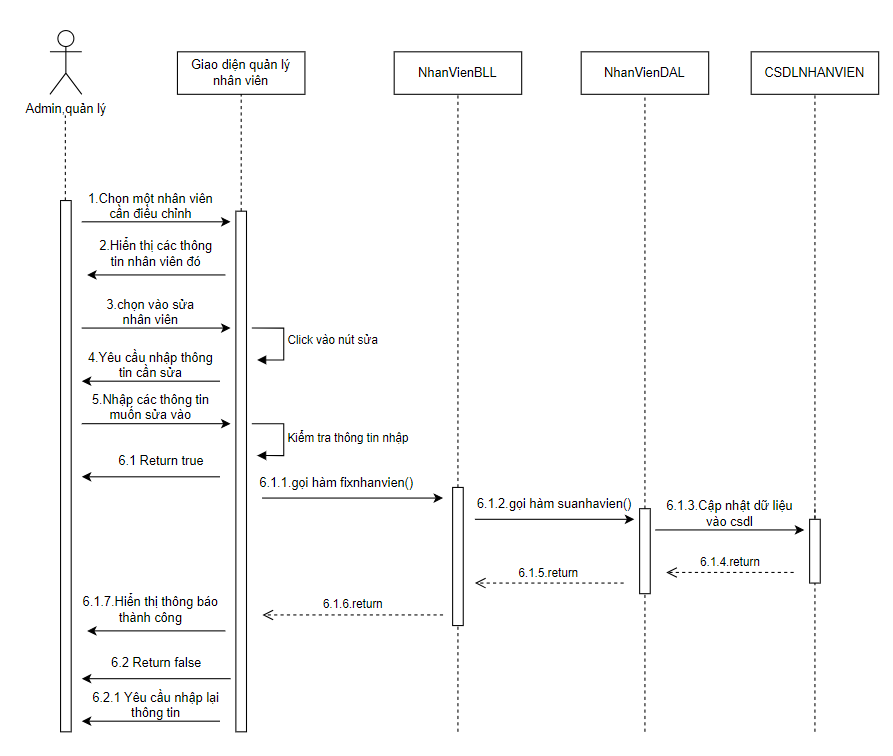 Giao diện quản lý
nhân viên
NhanVienBLL
NhanVienDAL
CSDLNHANVIEN
Admin,quản lý
1.Chọn một nhân viên
cần điều chỉnh
2.Hiển thị các thông
tin nhân viên đó
3.chọn vào sửa
nhân viên
Click vào nút sửa
4.Yêu cầu nhập thông
tin cần sửa
5.Nhập các thông tin
muốn sửa vào
Kiểm tra thông tin nhập
6.1 Return true
6.1.1.gọi hàm fixnhanvien()
6.1.2.gọi hàm suanhavien()
6.1.3.Cập nhật dữ liệu
vào csdl
6.1.4.return
6.1.5.return
6.1.6.return
6.1.7.Hiển thị thông báo
thành công
6.2 Return false
6.2.1 Yêu cầu nhập lại
thông tin